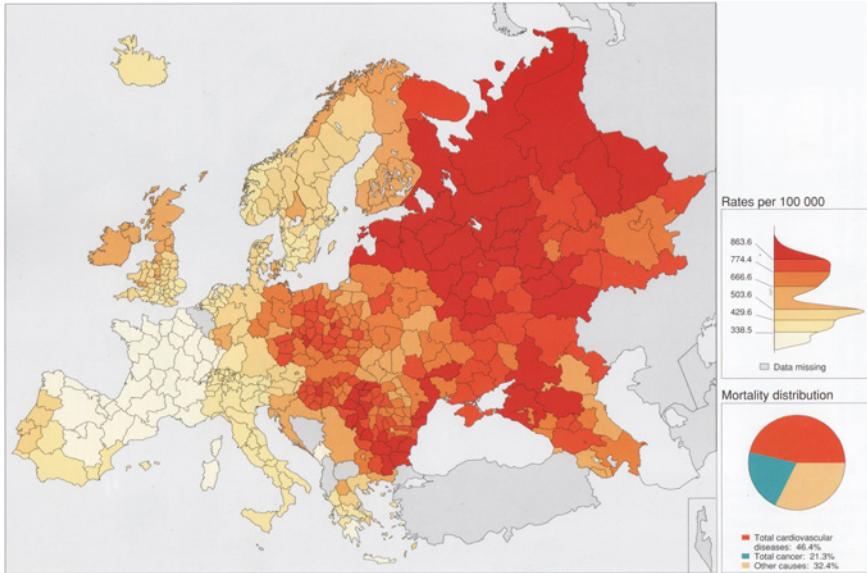 Rates per 100 000
863.6
774.4
666.6
503.6
429.6
338.5
Data missing
Mortality distribution
Total cardiovascular
diseases: 46.4%
Total cancer: 21.3%
Other causes: 32.4%